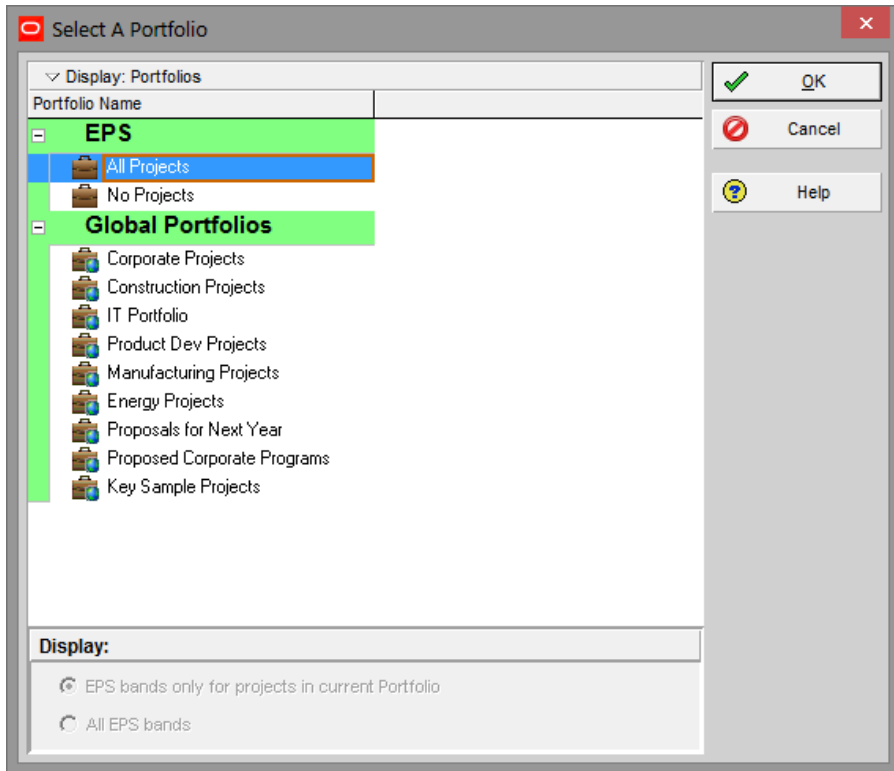 Select A Portfolio
Display: Portfolios
Portfolio Name
EPS
All Projects
No Projects
Global Portfolios
Corporate Projects
Construction Projects
IT Portfolio
Product Dev Projects
Manufacturing Projects
Energy Projects
Proposals for Next Year
Proposed Corporate Programs
Key Sample Projects
Display:
EPS bands only for projects in current Portfolio
All EPS bands
OK
Cancel
Help